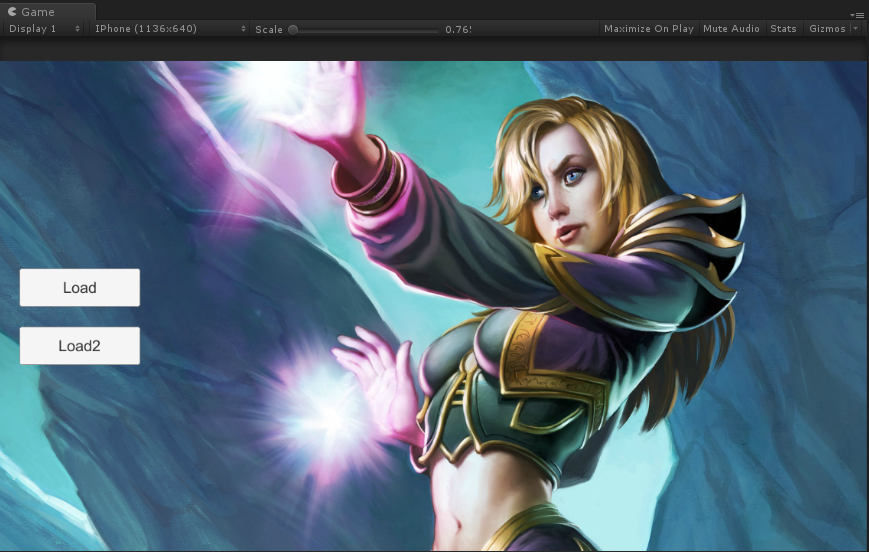 Game
Display 1 IPhone (1136x640) Scale 0.76 Maximize On Play Mute Audio Stats Gizmos
Load
Load2